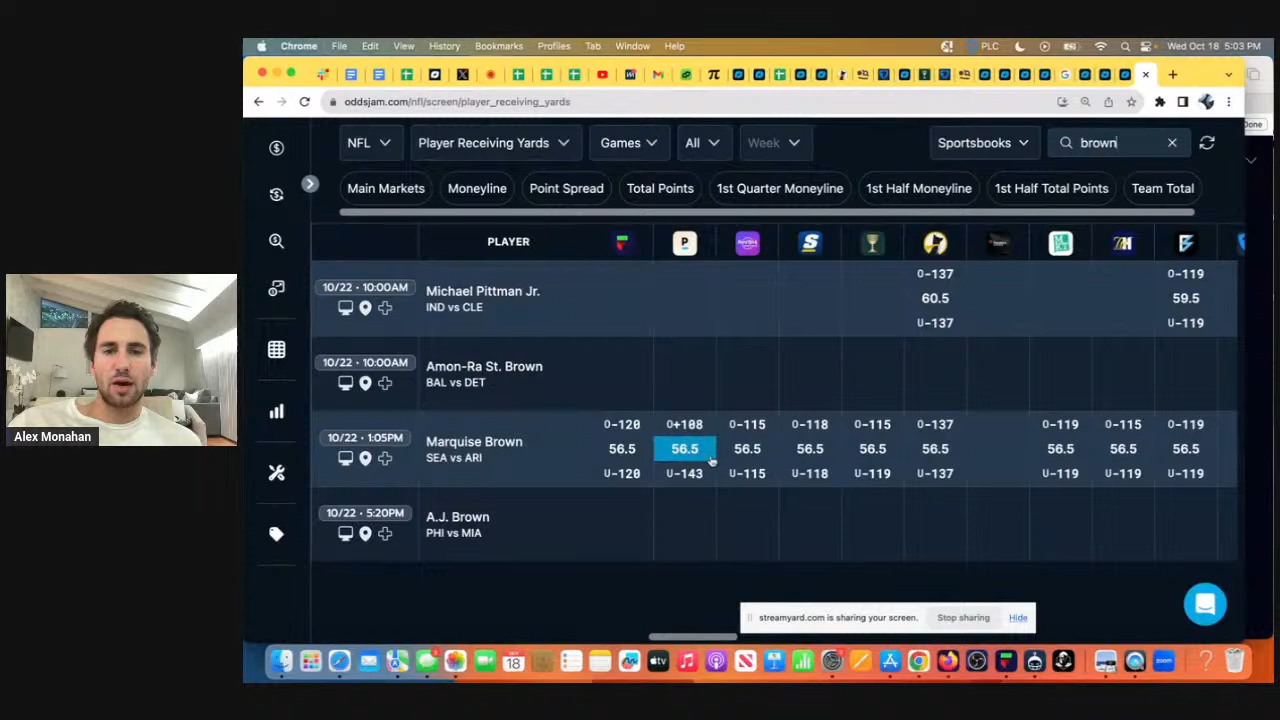 Chrome File Edit View History Bookmarks Profiles Tab Window Help PLC Wed Oct 18 5:03 PM
oddsjam.com/nfl/screen/player_receiving_yards
Done
NFL Player Receiving Yards Games All Week Sportsbooks brown
Main Markets Moneyline Point Spread Total Points 1st Quarter Moneyline 1st Half Moneyline 1st Half Total Points Team Total
PLAYER
10/22 • 10:00AM Michael Pittman Jr. O-137 O-119
IND vs CLE 60.5 59.5
U-137 U-119
10/22 • 10:00AM Amon-Ra St. Brown
BAL vs DET
O-120 O+108 O-115 O-118 O-115 O-137 O-119 O-115 O-119
10/22 • 1:05PM Marquise Brown 56.5 56.5 56.5 56.5 56.5 56.5 56.5 56.5 56.5
SEA vs ARI
U-120 U-143 U-115 U-118 U-119 U-137 U-119 U-115 U-119
10/22 • 5:20PM A.J. Brown
PHI vs MIA
Alex Monahan
streamyard.com is sharing your screen. Stop sharing Hide
SEP
18
zoom